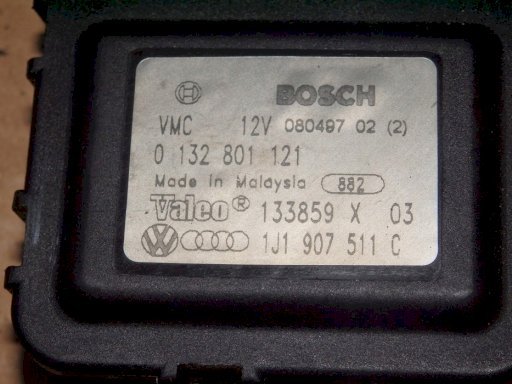 BOSCH
VMC 12V 080497 02 (2)
0 132 801 121
Made in Malaysia 882
Valeo® 133859 X 03
1J1 907 511 C